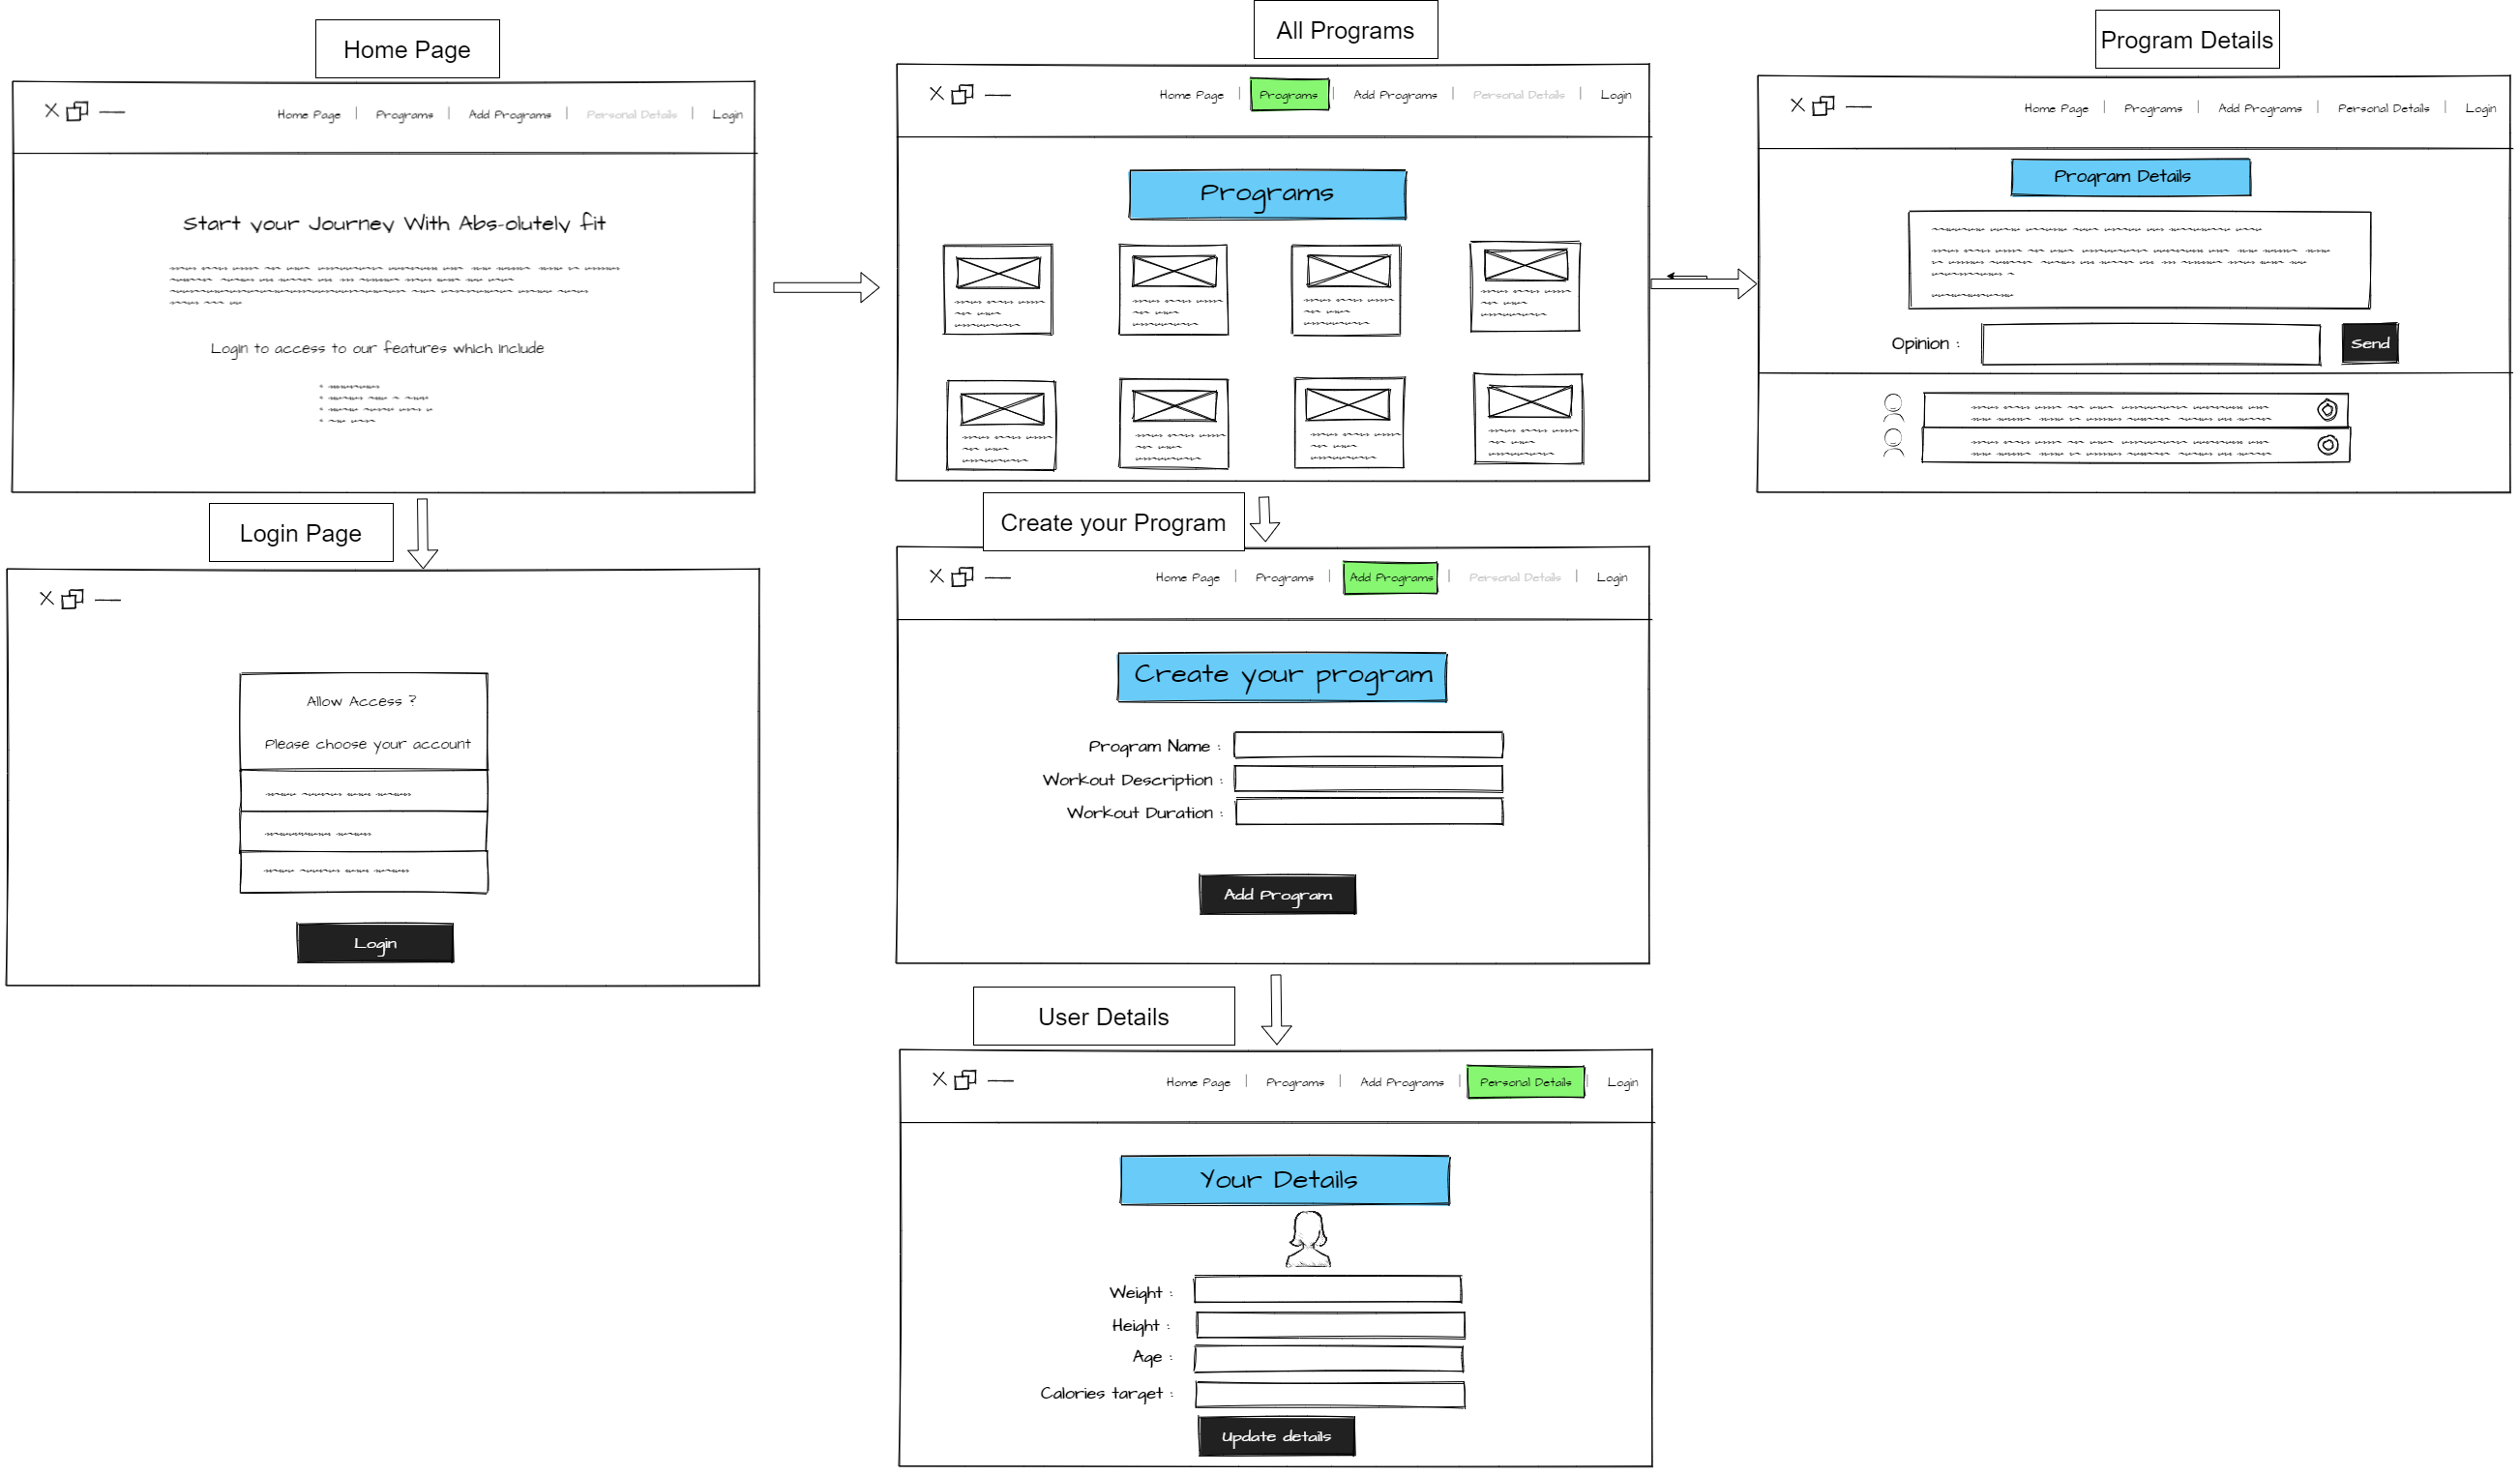 Home Page
Home Page | Programs | Add Programs | Personal Details | Login
Start your Journey With Abs-olutely fit
Login to access to our features which include
All Programs
Home Page | Programs | Add Programs | Personal Details | Login
Programs
Program Details
Home Page | Programs | Add Programs | Personal Details | Login
Program Details
Opinion :
Send
Login Page
Allow Access ?
Please choose your account
Login
Create your Program
Home Page | Programs | Add Programs | Personal Details | Login
Create your program
Program Name :
Workout Description :
Workout Duration :
Add Program
User Details
Home Page | Programs | Add Programs | Personal Details | Login
Your Details
Weight :
Height :
Age :
Calories target :
Update details